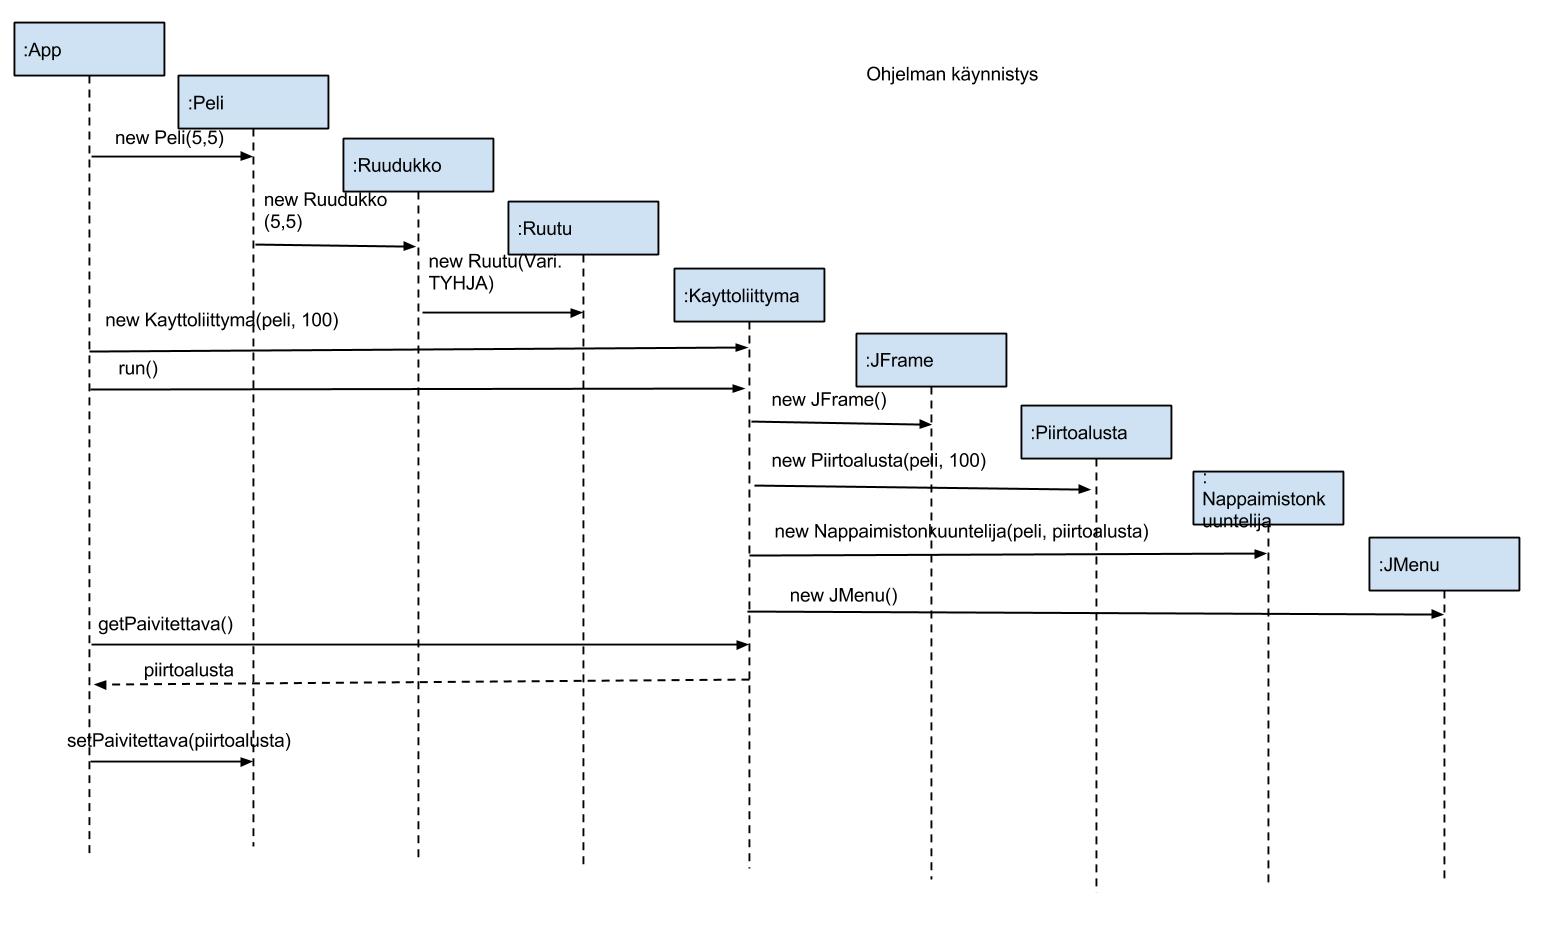 :App
Ohjelman käynnistys
:Peli
new Peli(5,5)
:Ruudukko
new Ruudukko
(5,5)
:Ruutu
new Ruutu(Vari.
TYHJA)
:Kayttoliittyma
new Kayttoliittyma(peli, 100)
:JFrame
run()
new JFrame()
:Piirtoalusta
new Piirtoalusta(peli, 100)
:
Nappaimistonk
uuntelija
new Nappaimistonkuuntelija(peli, piirtoalusta)
:JMenu
new JMenu()
getPaivitettava()
piirtoalusta
setPaivitettava(piirtoalusta)